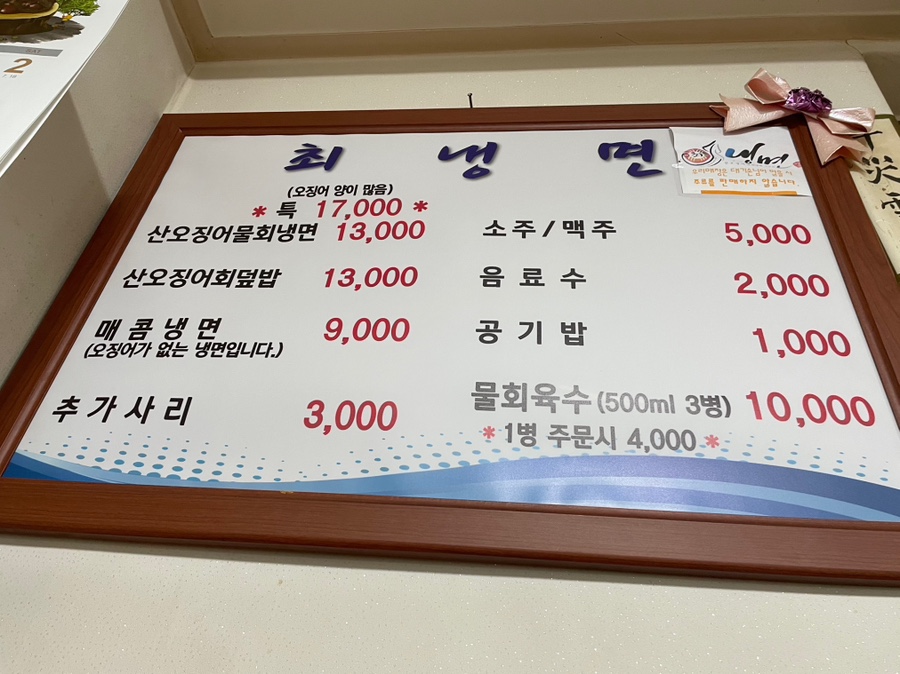 2
최 냉 면
냉면
(오징어 양이 많음)
* 특 17,000 *
산오징어물회냉면 13,000
산오징어회덮밥 13,000
매콤냉면 9,000
(오징어가 없는 냉면입니다.)
추가사리 3,000
소주/맥주 5,000
음료수 2,000
공기밥 1,000
물회육수 (500ml 3병) 10,000
* 1병 주문시 4,000 *